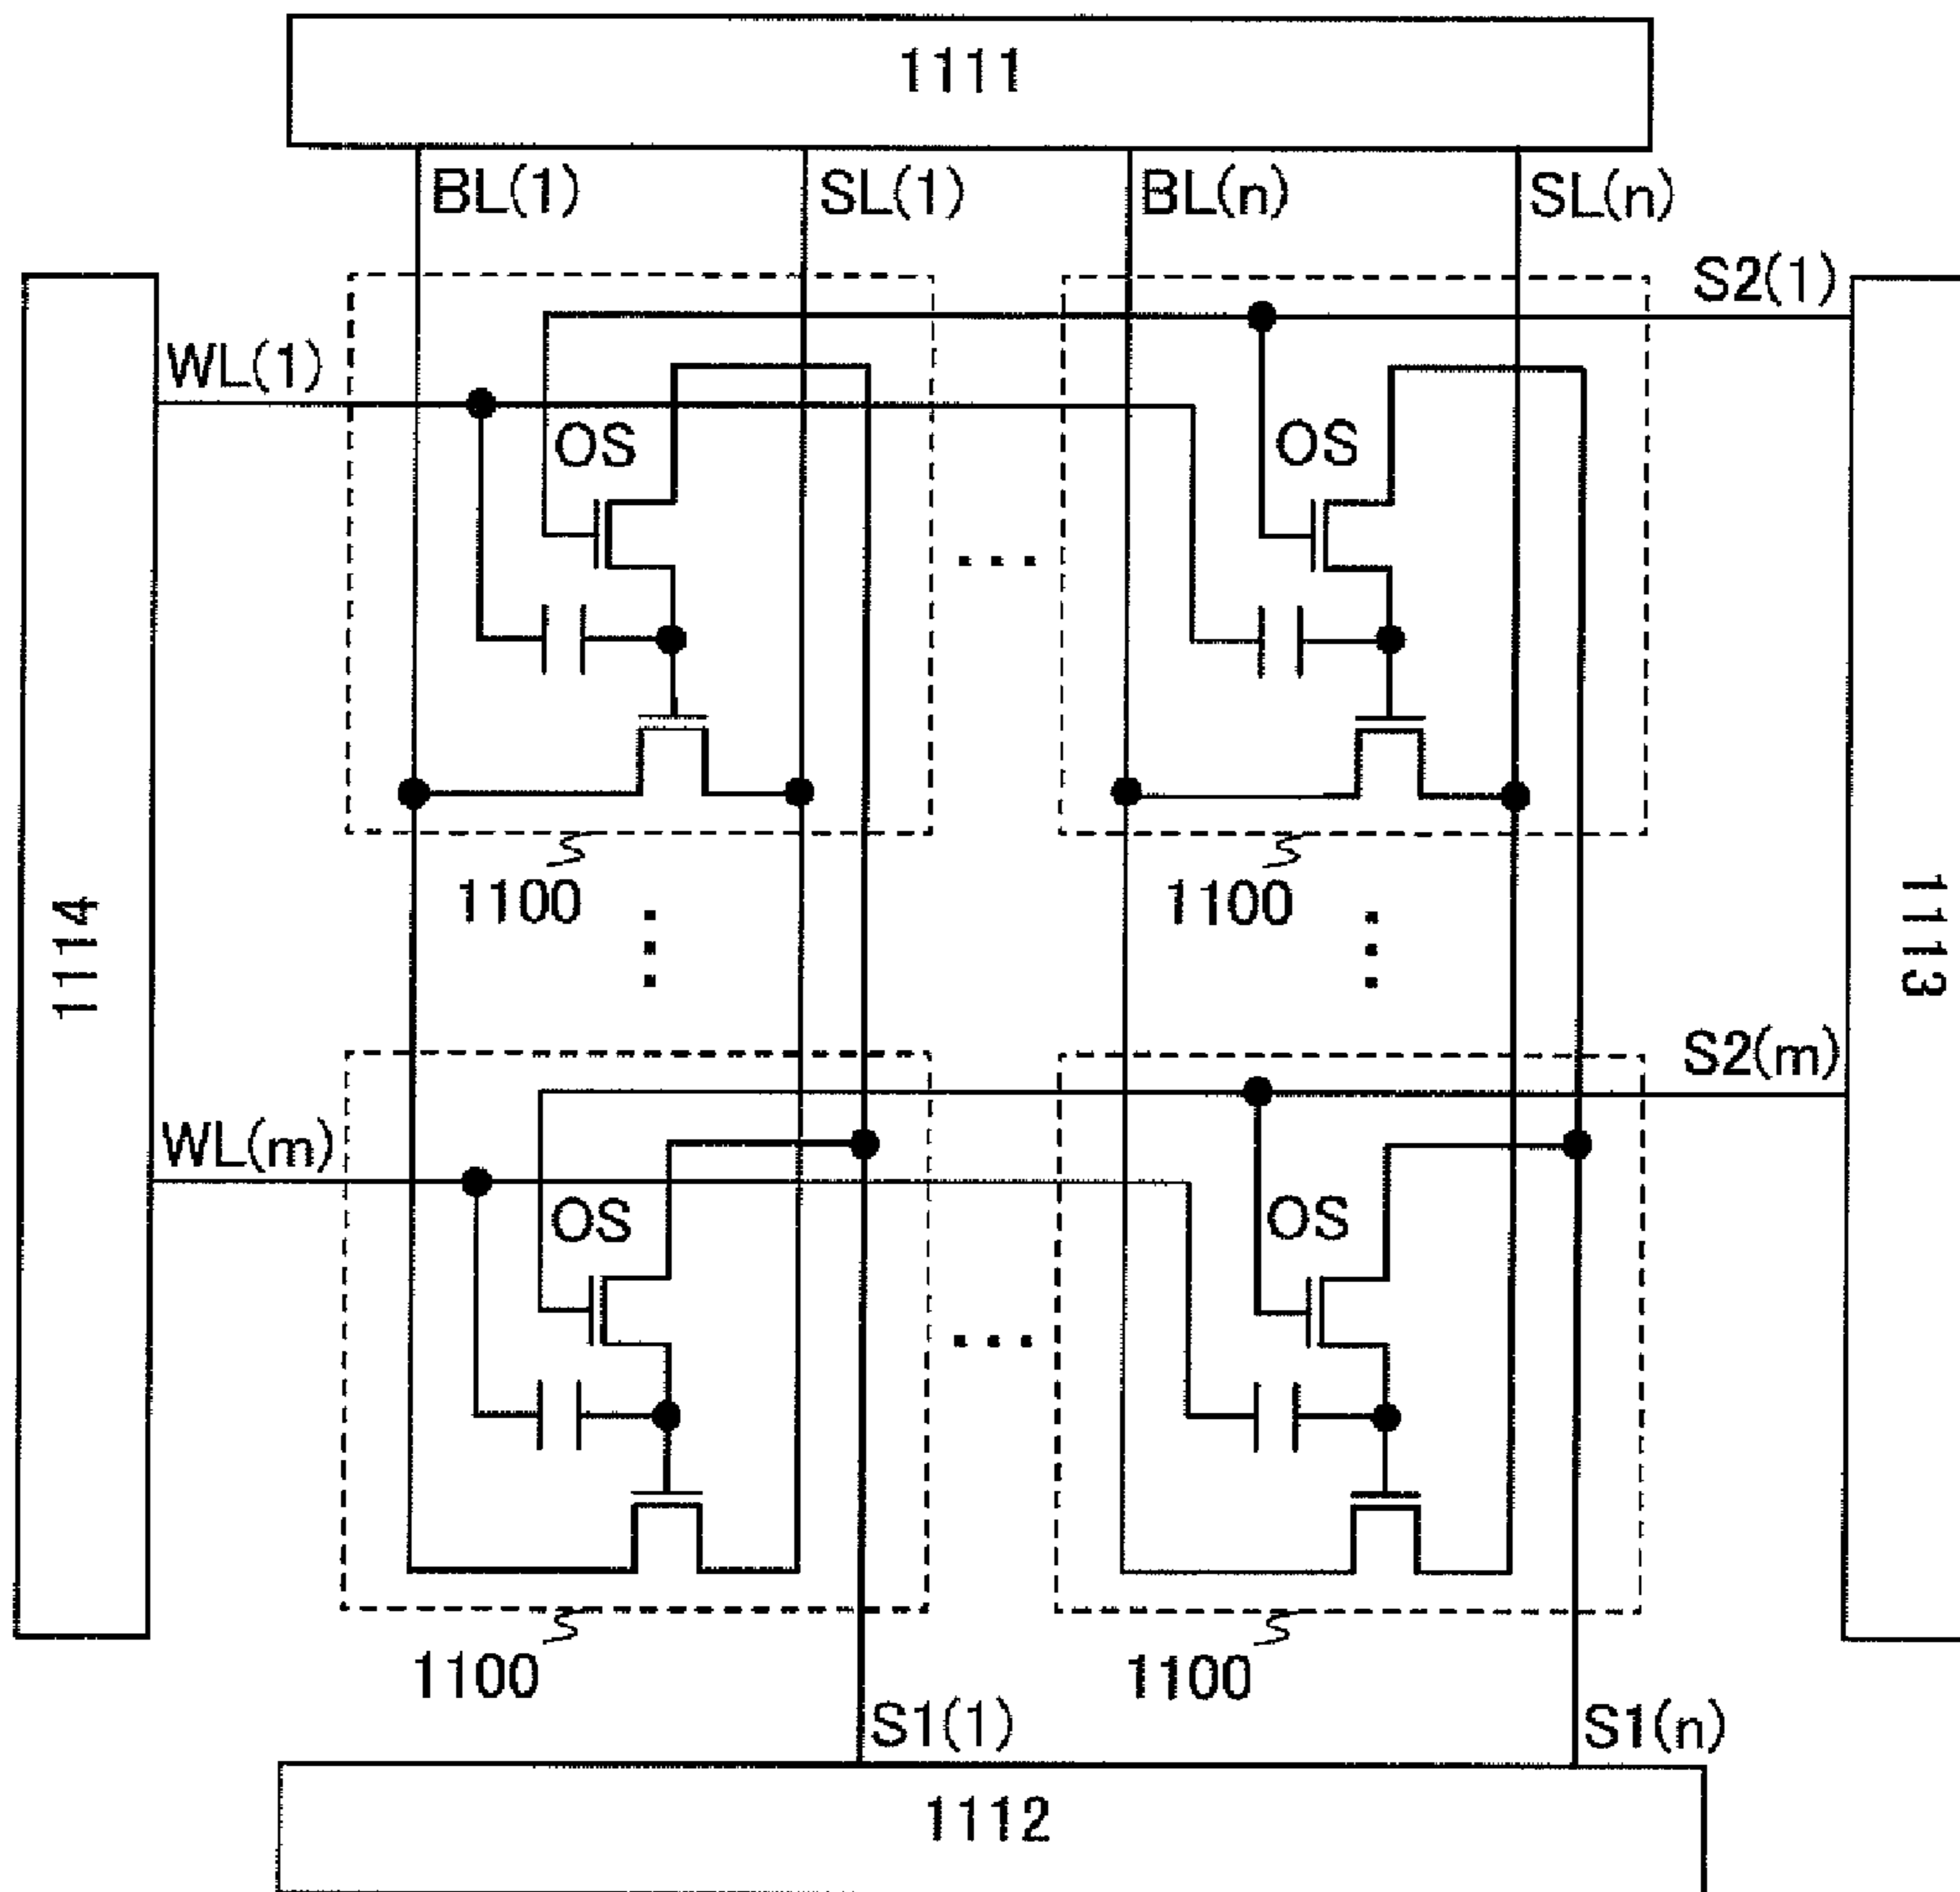 1111
BL(1)
SL(1)
BL(n)
SL(n)
S2(1)
WL(1)
OS
OS
1100
1100
1114
1113
S2(m)
WL(m)
OS
OS
1100
1100
S1(1)
S1(n)
1112